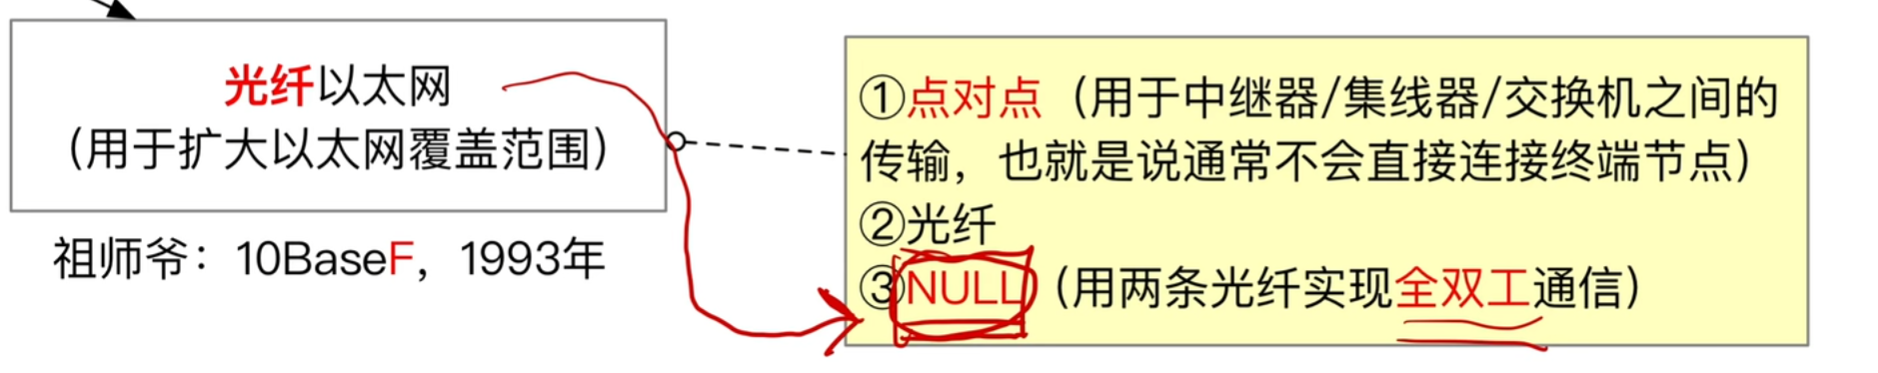 光纤以太网
（用于扩大以太网覆盖范围）
祖师爷：10BaseF，1993年
①点对点（用于中继器/集线器/交换机之间的
传输，也就是说通常不会直接连接终端节点）
②光纤
③NULL（用两条光纤实现全双工通信）